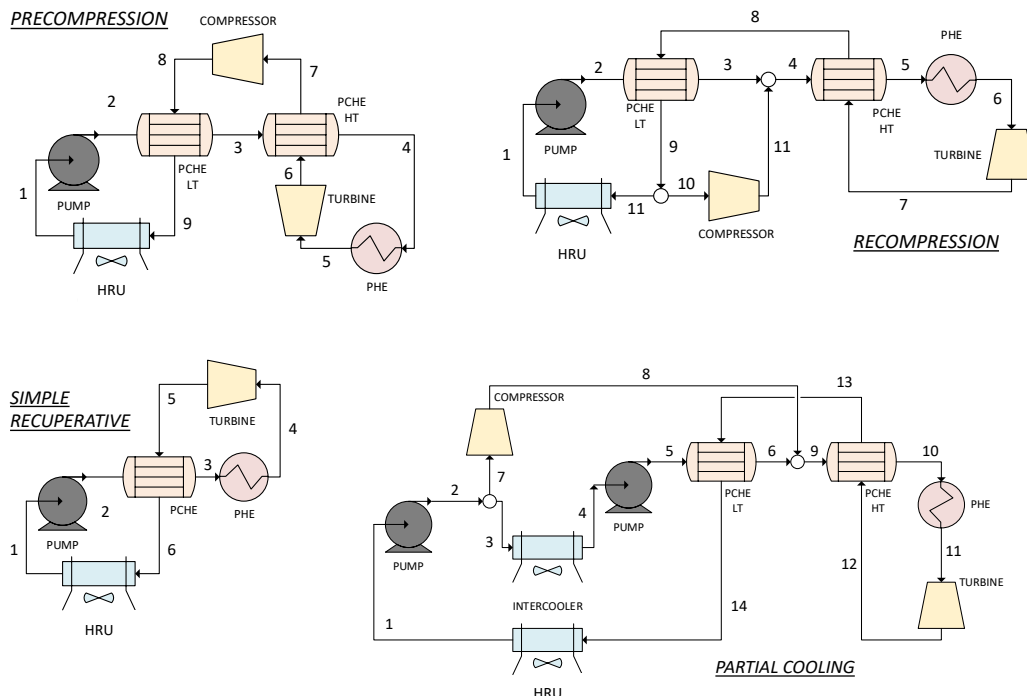 PRECOMPRESSION
COMPRESSOR
8
7
2
PCHE
HT
3
4
1
PCHE
LT
6
PUMP
TURBINE
9
5
PHE
HRU
8
PHE
2
3
4
5
6
PCHE
LT
PCHE
HT
PUMP
TURBINE
1
9
11
10
7
11
COMPRESSOR
HRU
RECOMPRESSION
SIMPLE
RECUPERATIVE
5
TURBINE
4
3
2
PCHE
PHE
1
PUMP
6
HRU
8
13
COMPRESSOR
5
6
9
10
7
PCHE
LT
PCHE
HT
2
4
PHE
PUMP
3
PUMP
12
11
TURBINE
INTERCOOLER
14
1
HRU
PARTIAL COOLING